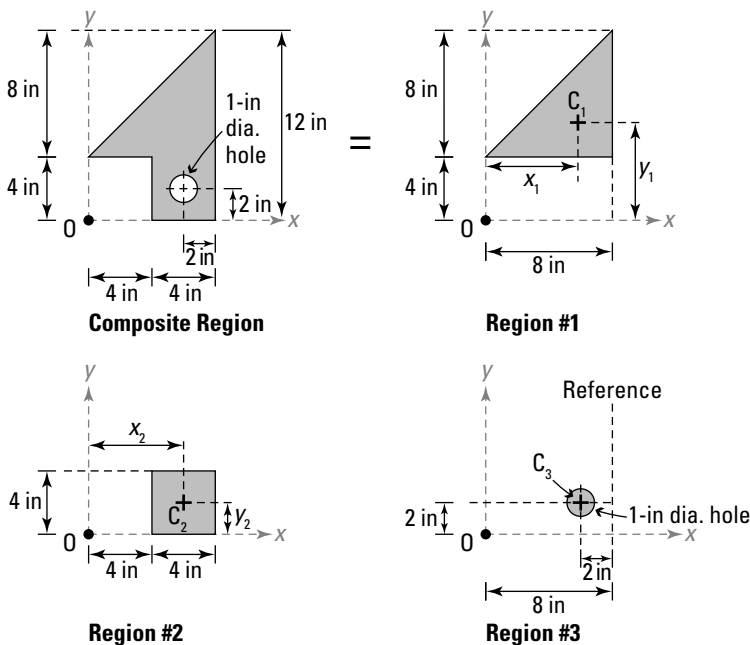 y
8 in
4 in
1-in
dia.
hole
12 in
2 in
x
0
2 in
4 in
4 in
Composite Region
=
y
8 in
4 in
C1
x1
y1
x
0
8 in
Region #1
y
x2
4 in
C2
y2
x
0
4 in
4 in
Region #2
y
Reference
C3
2 in
1-in dia. hole
x
0
2 in
8 in
Region #3